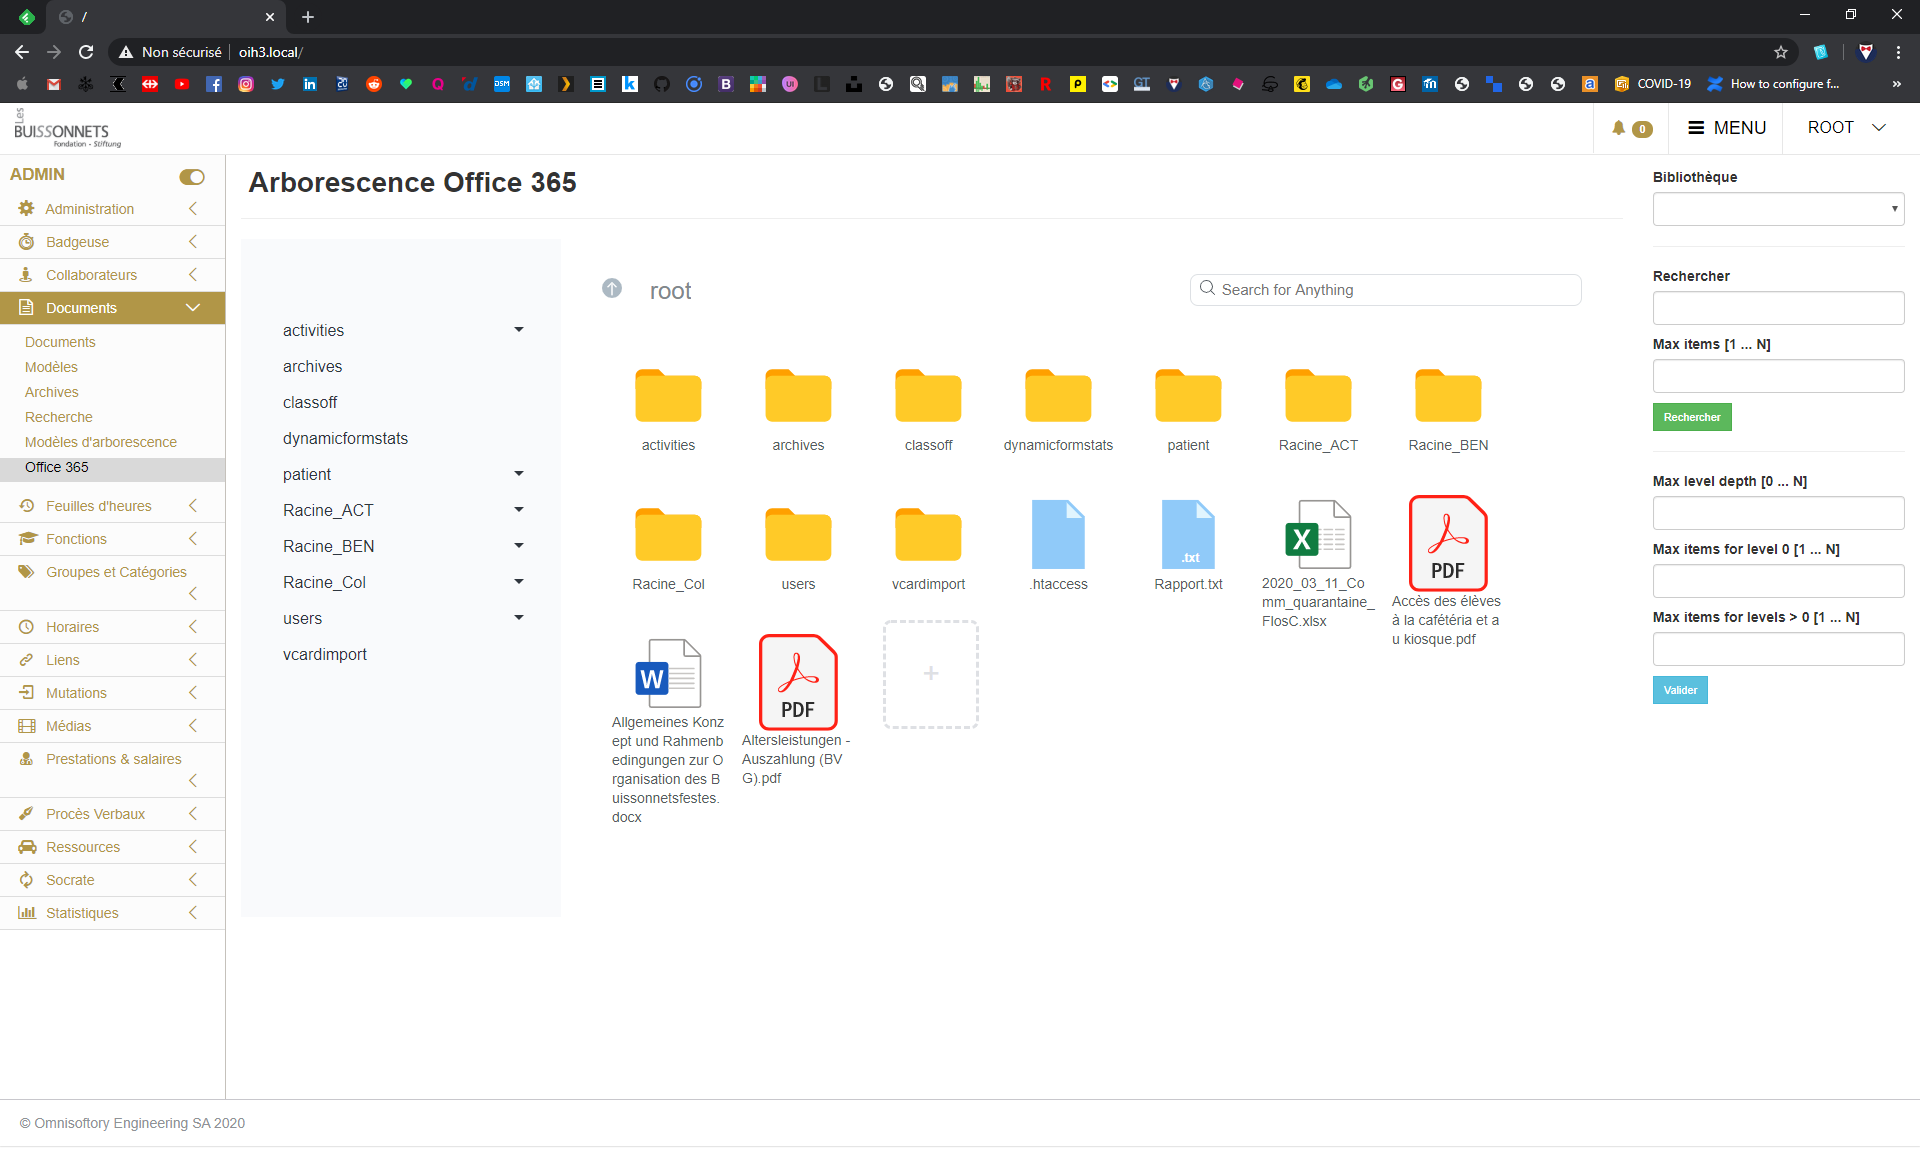 /
Non sécurisé
oih3.local/
COVID-19
How to configure f...
Les
BUISSONNETS
Fondation - Stiftung
0
MENU
ROOT
ADMIN
Administration
Badgeuse
Collaborateurs
Documents
Documents
Modèles
Archives
Recherche
Modèles d'arborescence
Office 365
Feuilles d'heures
Fonctions
Groupes et Catégories
Horaires
Liens
Mutations
Médias
Prestations & salaires
Procès Verbaux
Ressources
Socrate
Statistiques
Arborescence Office 365
activities
archives
classoff
dynamicformstats
patient
Racine_ACT
Racine_BEN
Racine_Col
users
vcardimport
root
Search for Anything
activities
archives
classoff
dynamicformstats
patient
Racine_ACT
Racine_BEN
Racine_Col
users
vcardimport
.htaccess
.txt
Rapport.txt
X
2020_03_11_Co
mm_quarantaine_
FlosC.xlsx
PDF
Accès des élèves
à la cafétéria et a
u kiosque.pdf
W
Allgemeines Konz
ept und Rahmenb
edingungen zur O
rganisation des B
uissonnetsfestes.
docx
PDF
Altersleistungen -
Auszahlung (BV
G).pdf
+
Bibliothèque
Rechercher
Max items [1 ... N]
Rechercher
Max level depth [0 ... N]
Max items for level 0 [1 ... N]
Max items for levels > 0 [1 ... N]
Valider
© Omnisoftory Engineering SA 2020